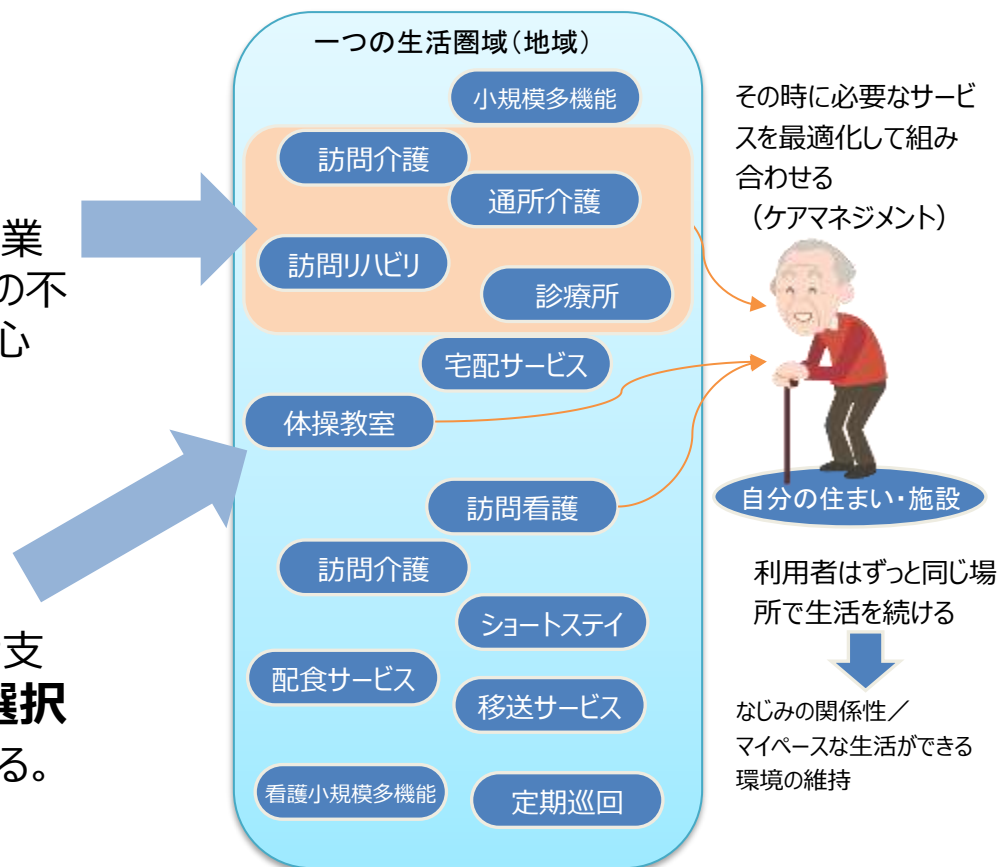 一つの生活圏域（地域）
小規模多機能
訪問介護
通所介護
訪問リハビリ
診療所
宅配サービス
体操教室
訪問看護
訪問介護
ショートステイ
配食サービス
移送サービス
看護小規模多機能
定期巡回
業
の不
心
支
選択
る。
その時に必要なサービ
スを最適化して組み
合わせる
（ケアマネジメント）
自分の住まい・施設
利用者はずっと同じ場
所で生活を続ける
なじみの関係性／
マイペースな生活ができる
環境の維持